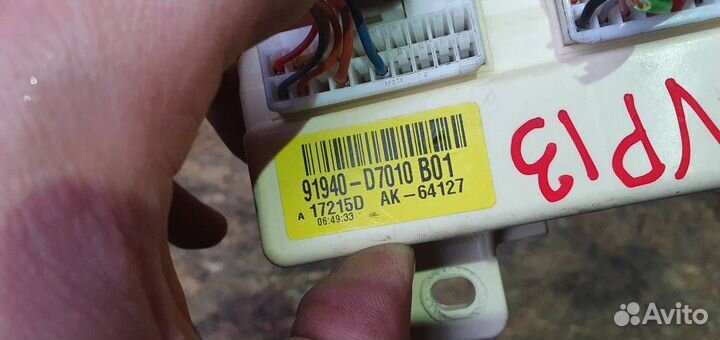 91940-D7010 B01
A 17215D AK-64127
06:49:33
VP13
Avito